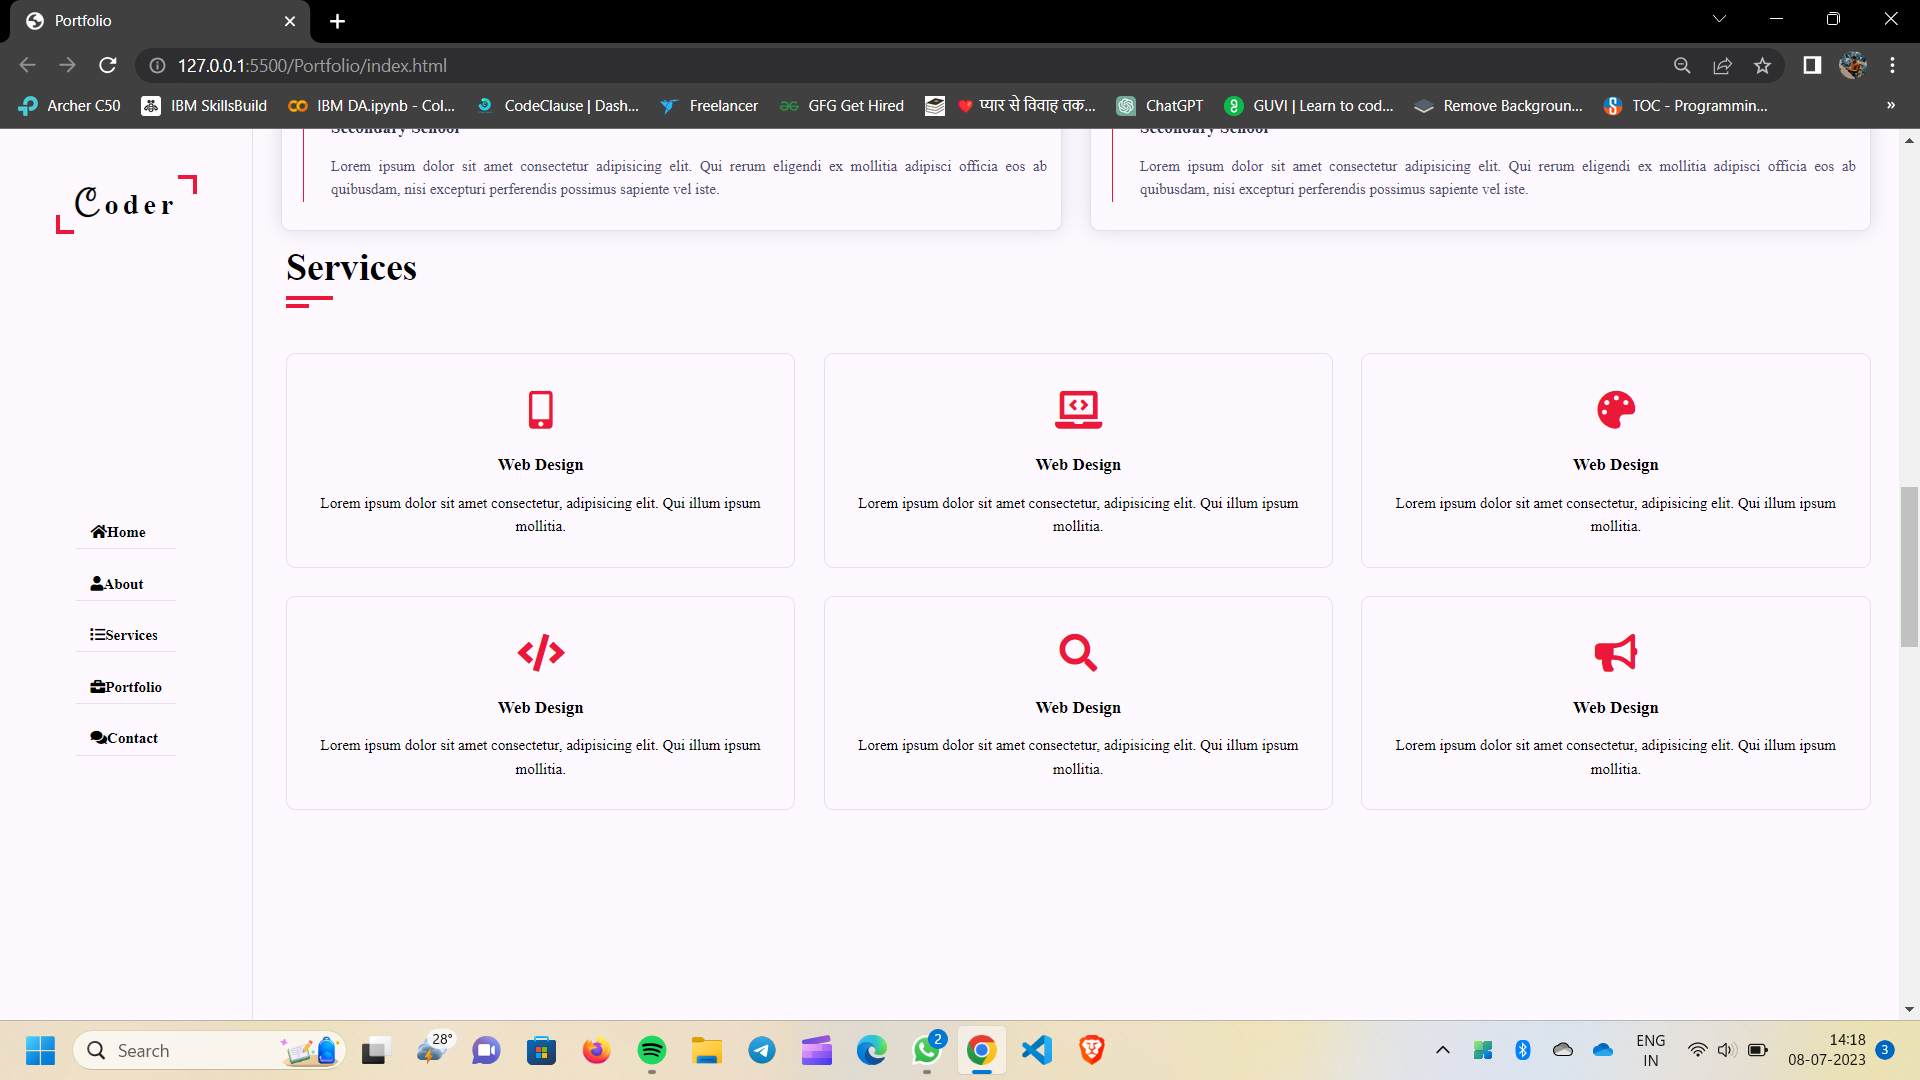 Portfolio
127.0.0.1:5500/Portfolio/index.html
Archer C50 IBM SkillsBuild IBM DA.ipynb - Col... CodeClause | Dash... Freelancer GFG Get Hired प्यार से विवाह तक... ChatGPT GUVI | Learn to cod... Remove Backgroun... TOC - Programmin... »
Coder
Home
About
Services
Portfolio
Contact
Secondary School
Lorem ipsum dolor sit amet consectetur adipisicing elit. Qui rerum eligendi ex mollitia adipisci officia eos ab
quibusdam, nisi excepturi perferendis possimus sapiente vel iste.
Secondary School
Lorem ipsum dolor sit amet consectetur adipisicing elit. Qui rerum eligendi ex mollitia adipisci officia eos ab
quibusdam, nisi excepturi perferendis possimus sapiente vel iste.
Services
Web Design
Lorem ipsum dolor sit amet consectetur, adipisicing elit. Qui illum ipsum
mollitia.
Web Design
Lorem ipsum dolor sit amet consectetur, adipisicing elit. Qui illum ipsum
mollitia.
Web Design
Lorem ipsum dolor sit amet consectetur, adipisicing elit. Qui illum ipsum
mollitia.
Web Design
Lorem ipsum dolor sit amet consectetur, adipisicing elit. Qui illum ipsum
mollitia.
Web Design
Lorem ipsum dolor sit amet consectetur, adipisicing elit. Qui illum ipsum
mollitia.
Web Design
Lorem ipsum dolor sit amet consectetur, adipisicing elit. Qui illum ipsum
mollitia.
Search
28°
2
ENG
IN
14:18
08-07-2023
3